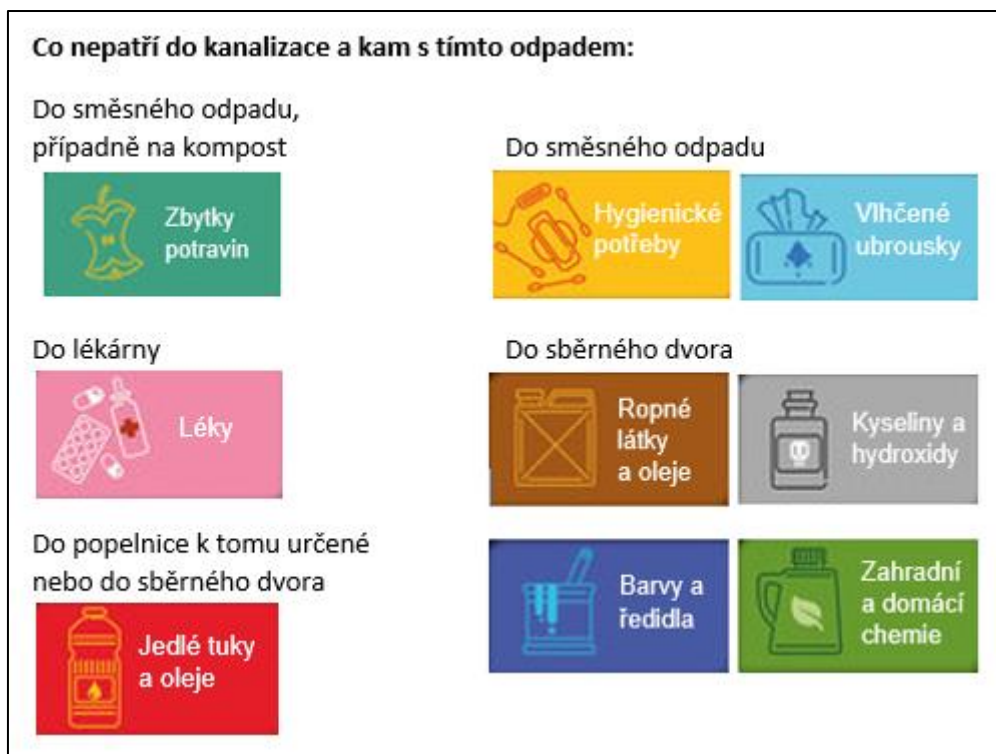 Co nepatří do kanalizace a kam s tímto odpadem:
Do směsného odpadu,
případně na kompost
Zbytky
potravin
Do směsného odpadu
Hygienické
potřeby
Vlhčené
ubrousky
Do lékárny
Léky
Do sběrného dvora
Ropné
látky
a oleje
Kyseliny a
hydroxidy
Do popelnice k tomu určené
nebo do sběrného dvora
Jedlé tuky
a oleje
Barvy a
ředidla
Zahradní
a domácí
chemie